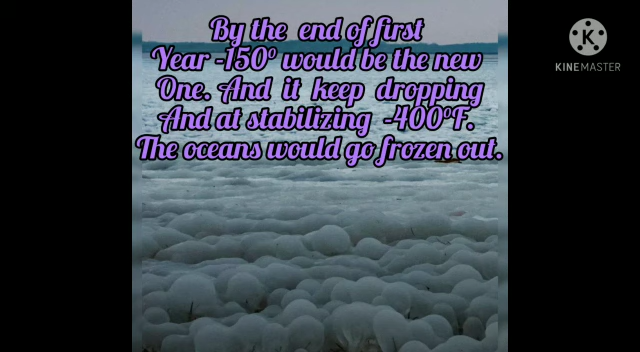 By the end of first
Year -150° would be the new
One. And it keep dropping
And at stabilizing -400°F.
The oceans would go frozen out.
KINEMASTER